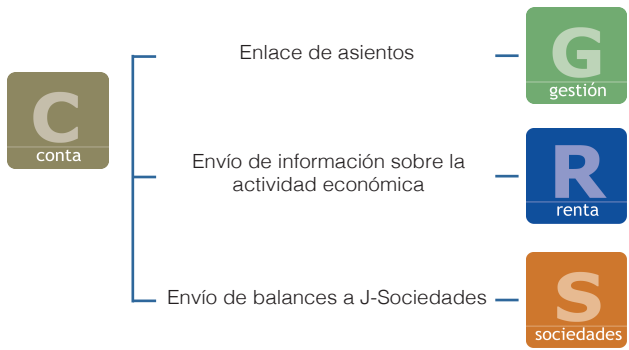 C
conta
Enlace de asientos
G
gestión
Envío de información sobre la
actividad económica
R
renta
Envío de balances a J-Sociedades
S
sociedades